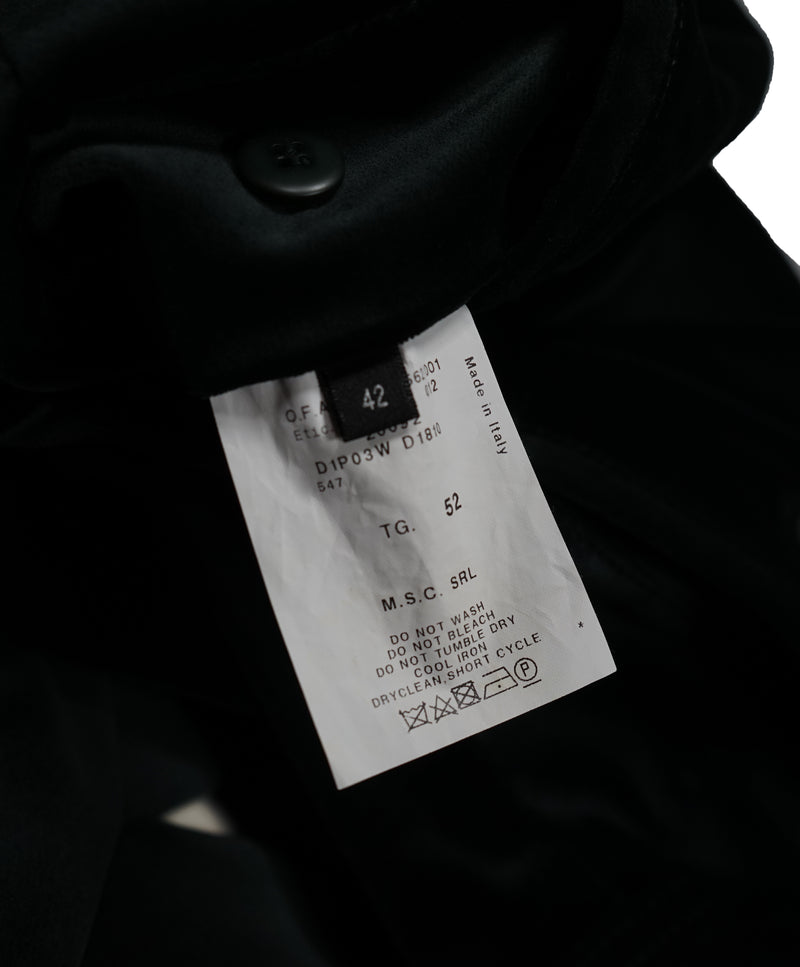 42
O.F.A
D1P03W D1810
547
TG. 52
M.S.C. SRL
DO NOT WASH
DO NOT BLEACH
DO NOT TUMBLE DRY
COOL IRON
DRYCLEAN,SHORT CYCLE
P
*
Made in Italy